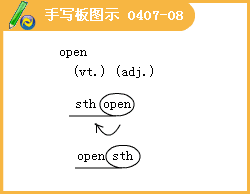 手写板图示 0407-08
open
(vt.) (adj.)
sth open
open sth